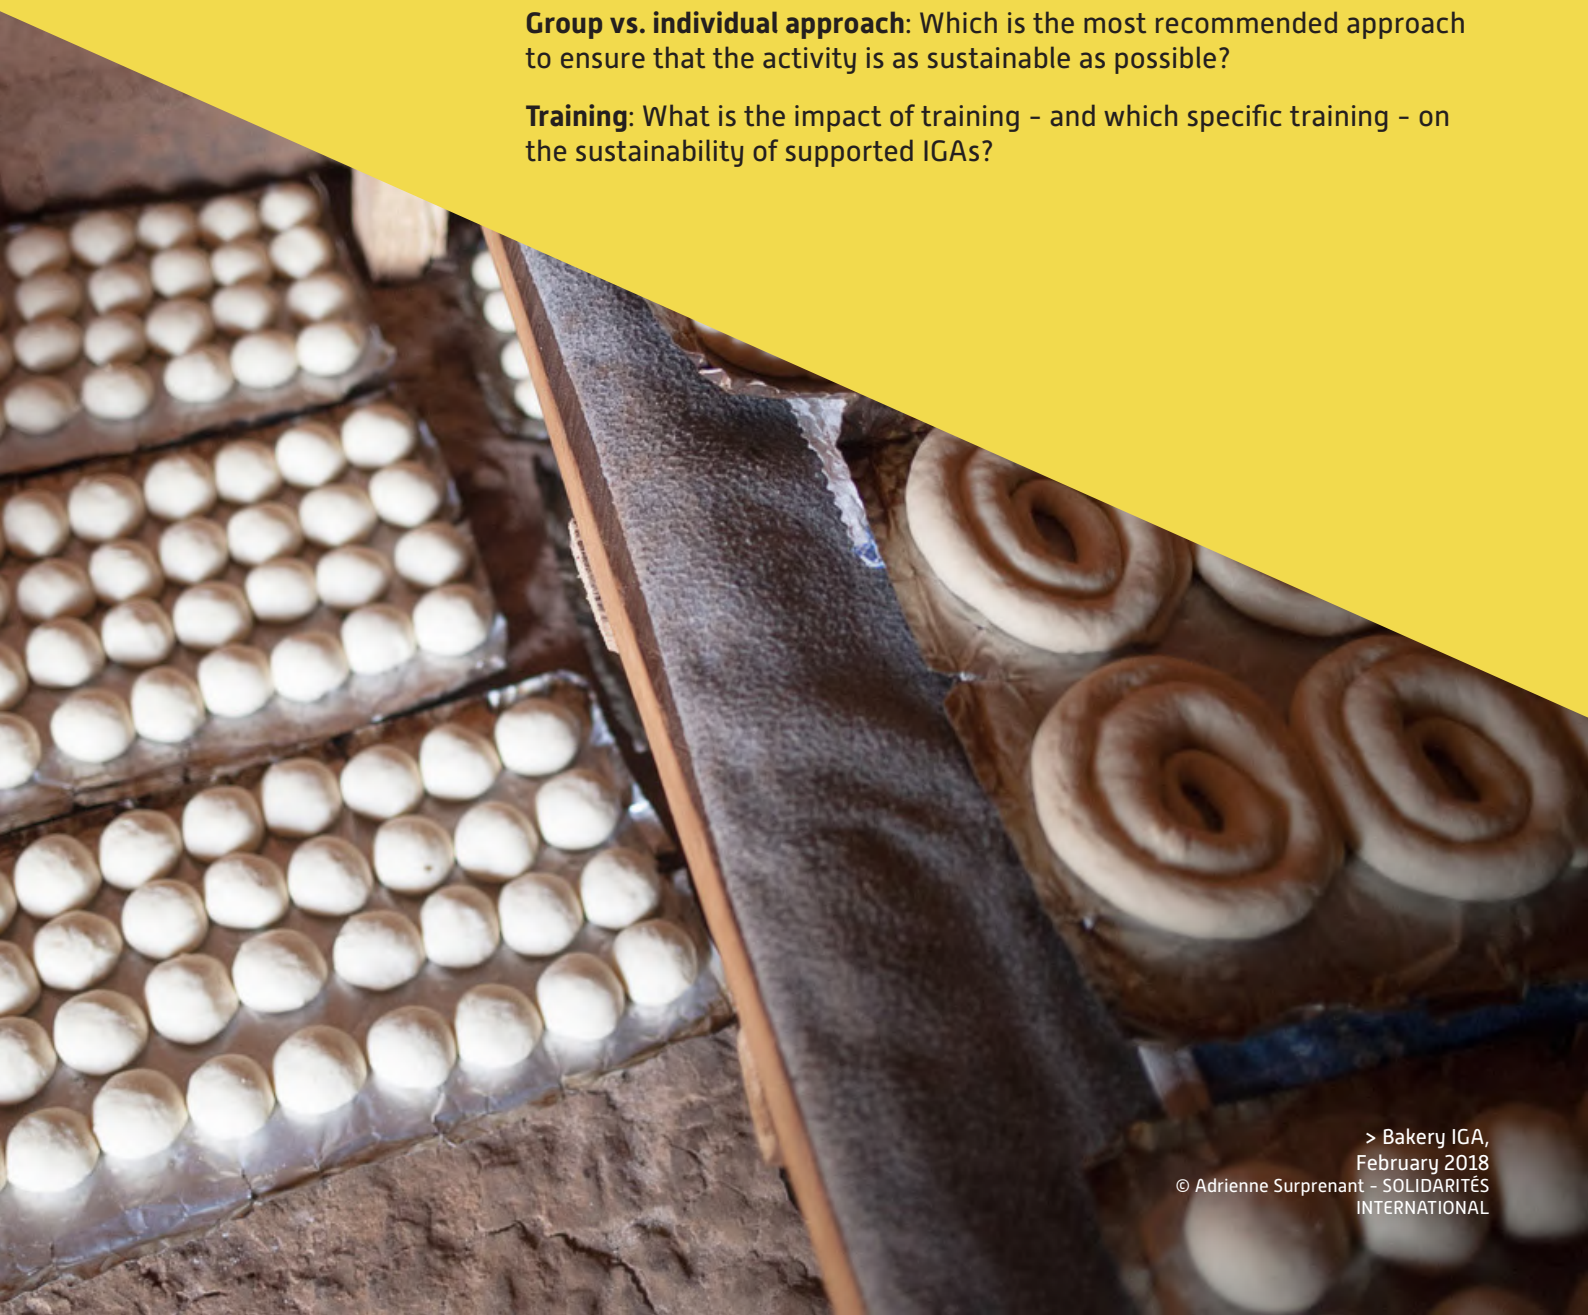 Group vs. individual approach: Which is the most recommended approach
to ensure that the activity is as sustainable as possible?
Training: What is the impact of training - and which specific training - on
the sustainability of supported IGAs?
> Bakery IGA,
February 2018
© Adrienne Surprenant - SOLIDARITÉS
INTERNATIONAL